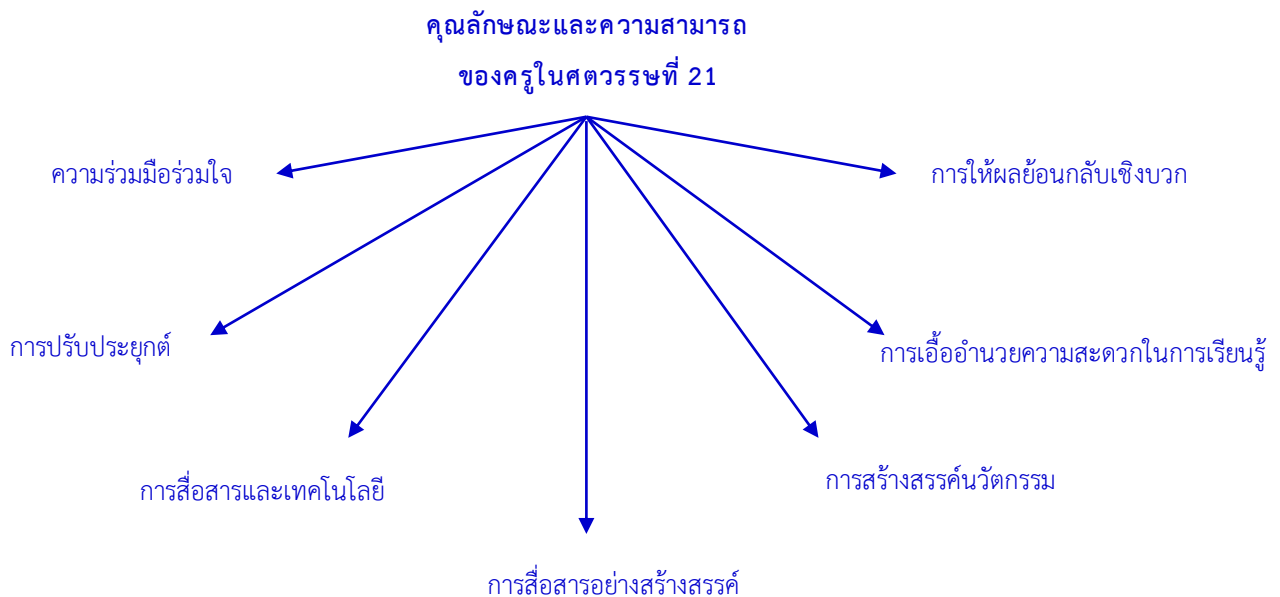 คุณลักษณะและความสามารถ
ของครูในศตวรรษที่ 21
ความร่วมมือร่วมใจ
การให้ผลย้อนกลับเชิงบวก
การปรับประยุกต์
การเอื้ออำนวยความสะดวกในการเรียนรู้
การสื่อสารและเทคโนโลยี
การสร้างสรรค์นวัตกรรม
การสื่อสารอย่างสร้างสรรค์